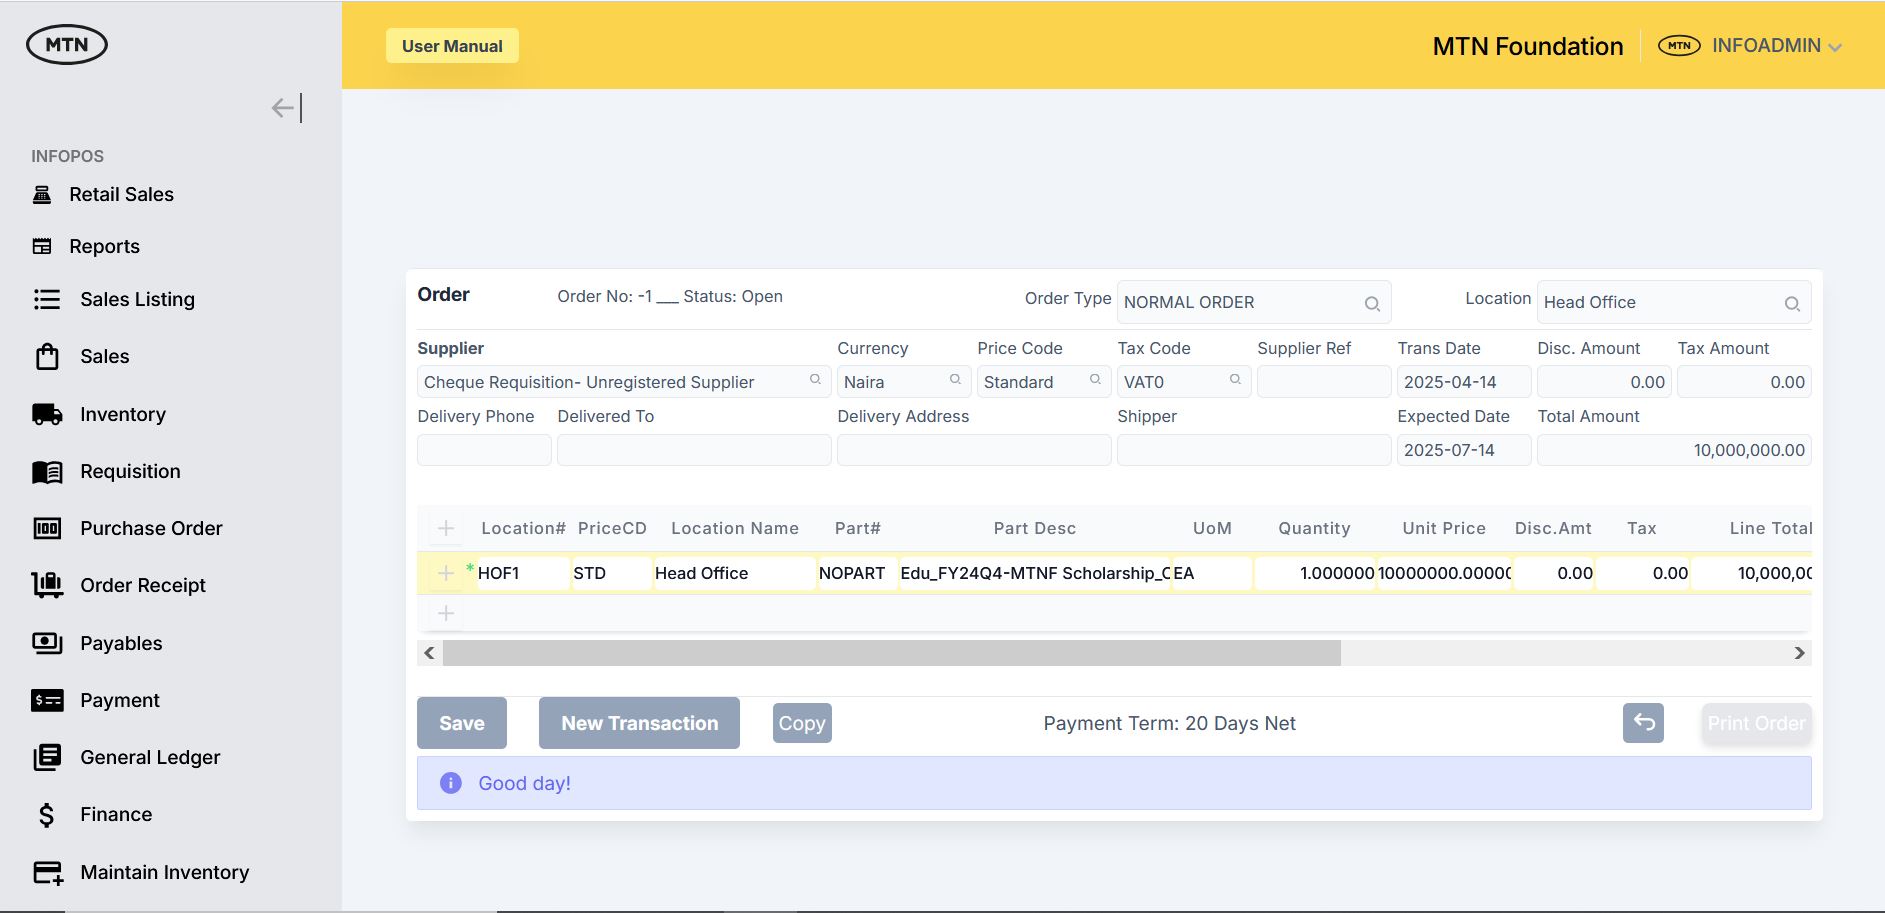 MTN
User Manual
MTN Foundation
MTN
INFOADMIN
INFOPOS
Retail Sales
Reports
Sales Listing
Sales
Inventory
Requisition
Purchase Order
Order Receipt
Payables
Payment
General Ledger
Finance
Maintain Inventory
Order
Order No: -1 ___ Status: Open
Order Type
NORMAL ORDER
Location
Head Office
Supplier Currency Price Code Tax Code Supplier Ref Trans Date Disc. Amount Tax Amount
Cheque Requisition- Unregistered Supplier Naira Standard VAT0 2025-04-14 0.00 0.00
Delivery Phone Delivered To Delivery Address Shipper Expected Date Total Amount
2025-07-14 10,000,000.00
Location# PriceCD Location Name Part# Part Desc UoM Quantity Unit Price Disc.Amt Tax Line Total
* HOF1 STD Head Office NOPART Edu_FY24Q4-MTNF Scholarship_ EA 1.000000 10000000.0000 0.00 0.00 10,000,00
Save New Transaction Copy Payment Term: 20 Days Net Print Order
Good day!